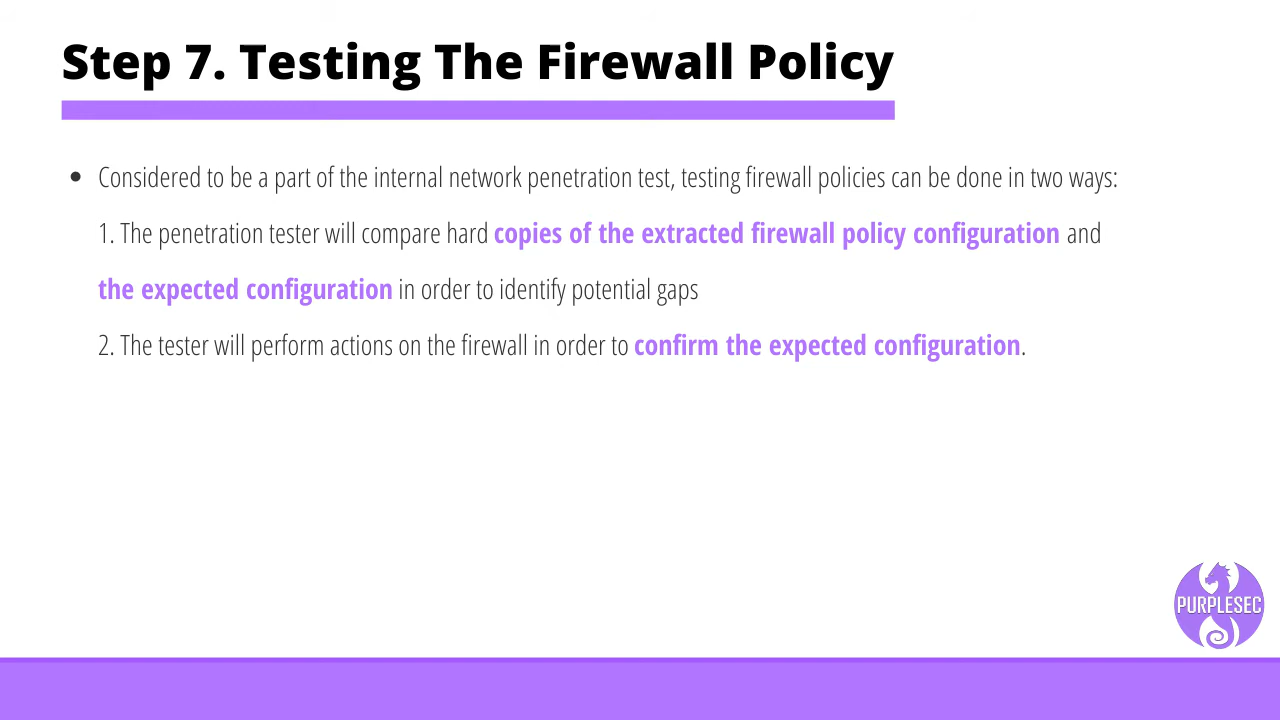 Step 7. Testing The Firewall Policy
Considered to be a part of the internal network penetration test, testing firewall policies can be done in two ways:
1. The penetration tester will compare hard copies of the extracted firewall policy configuration and
the expected configuration in order to identify potential gaps
2. The tester will perform actions on the firewall in order to confirm the expected configuration.
PURPLESEC